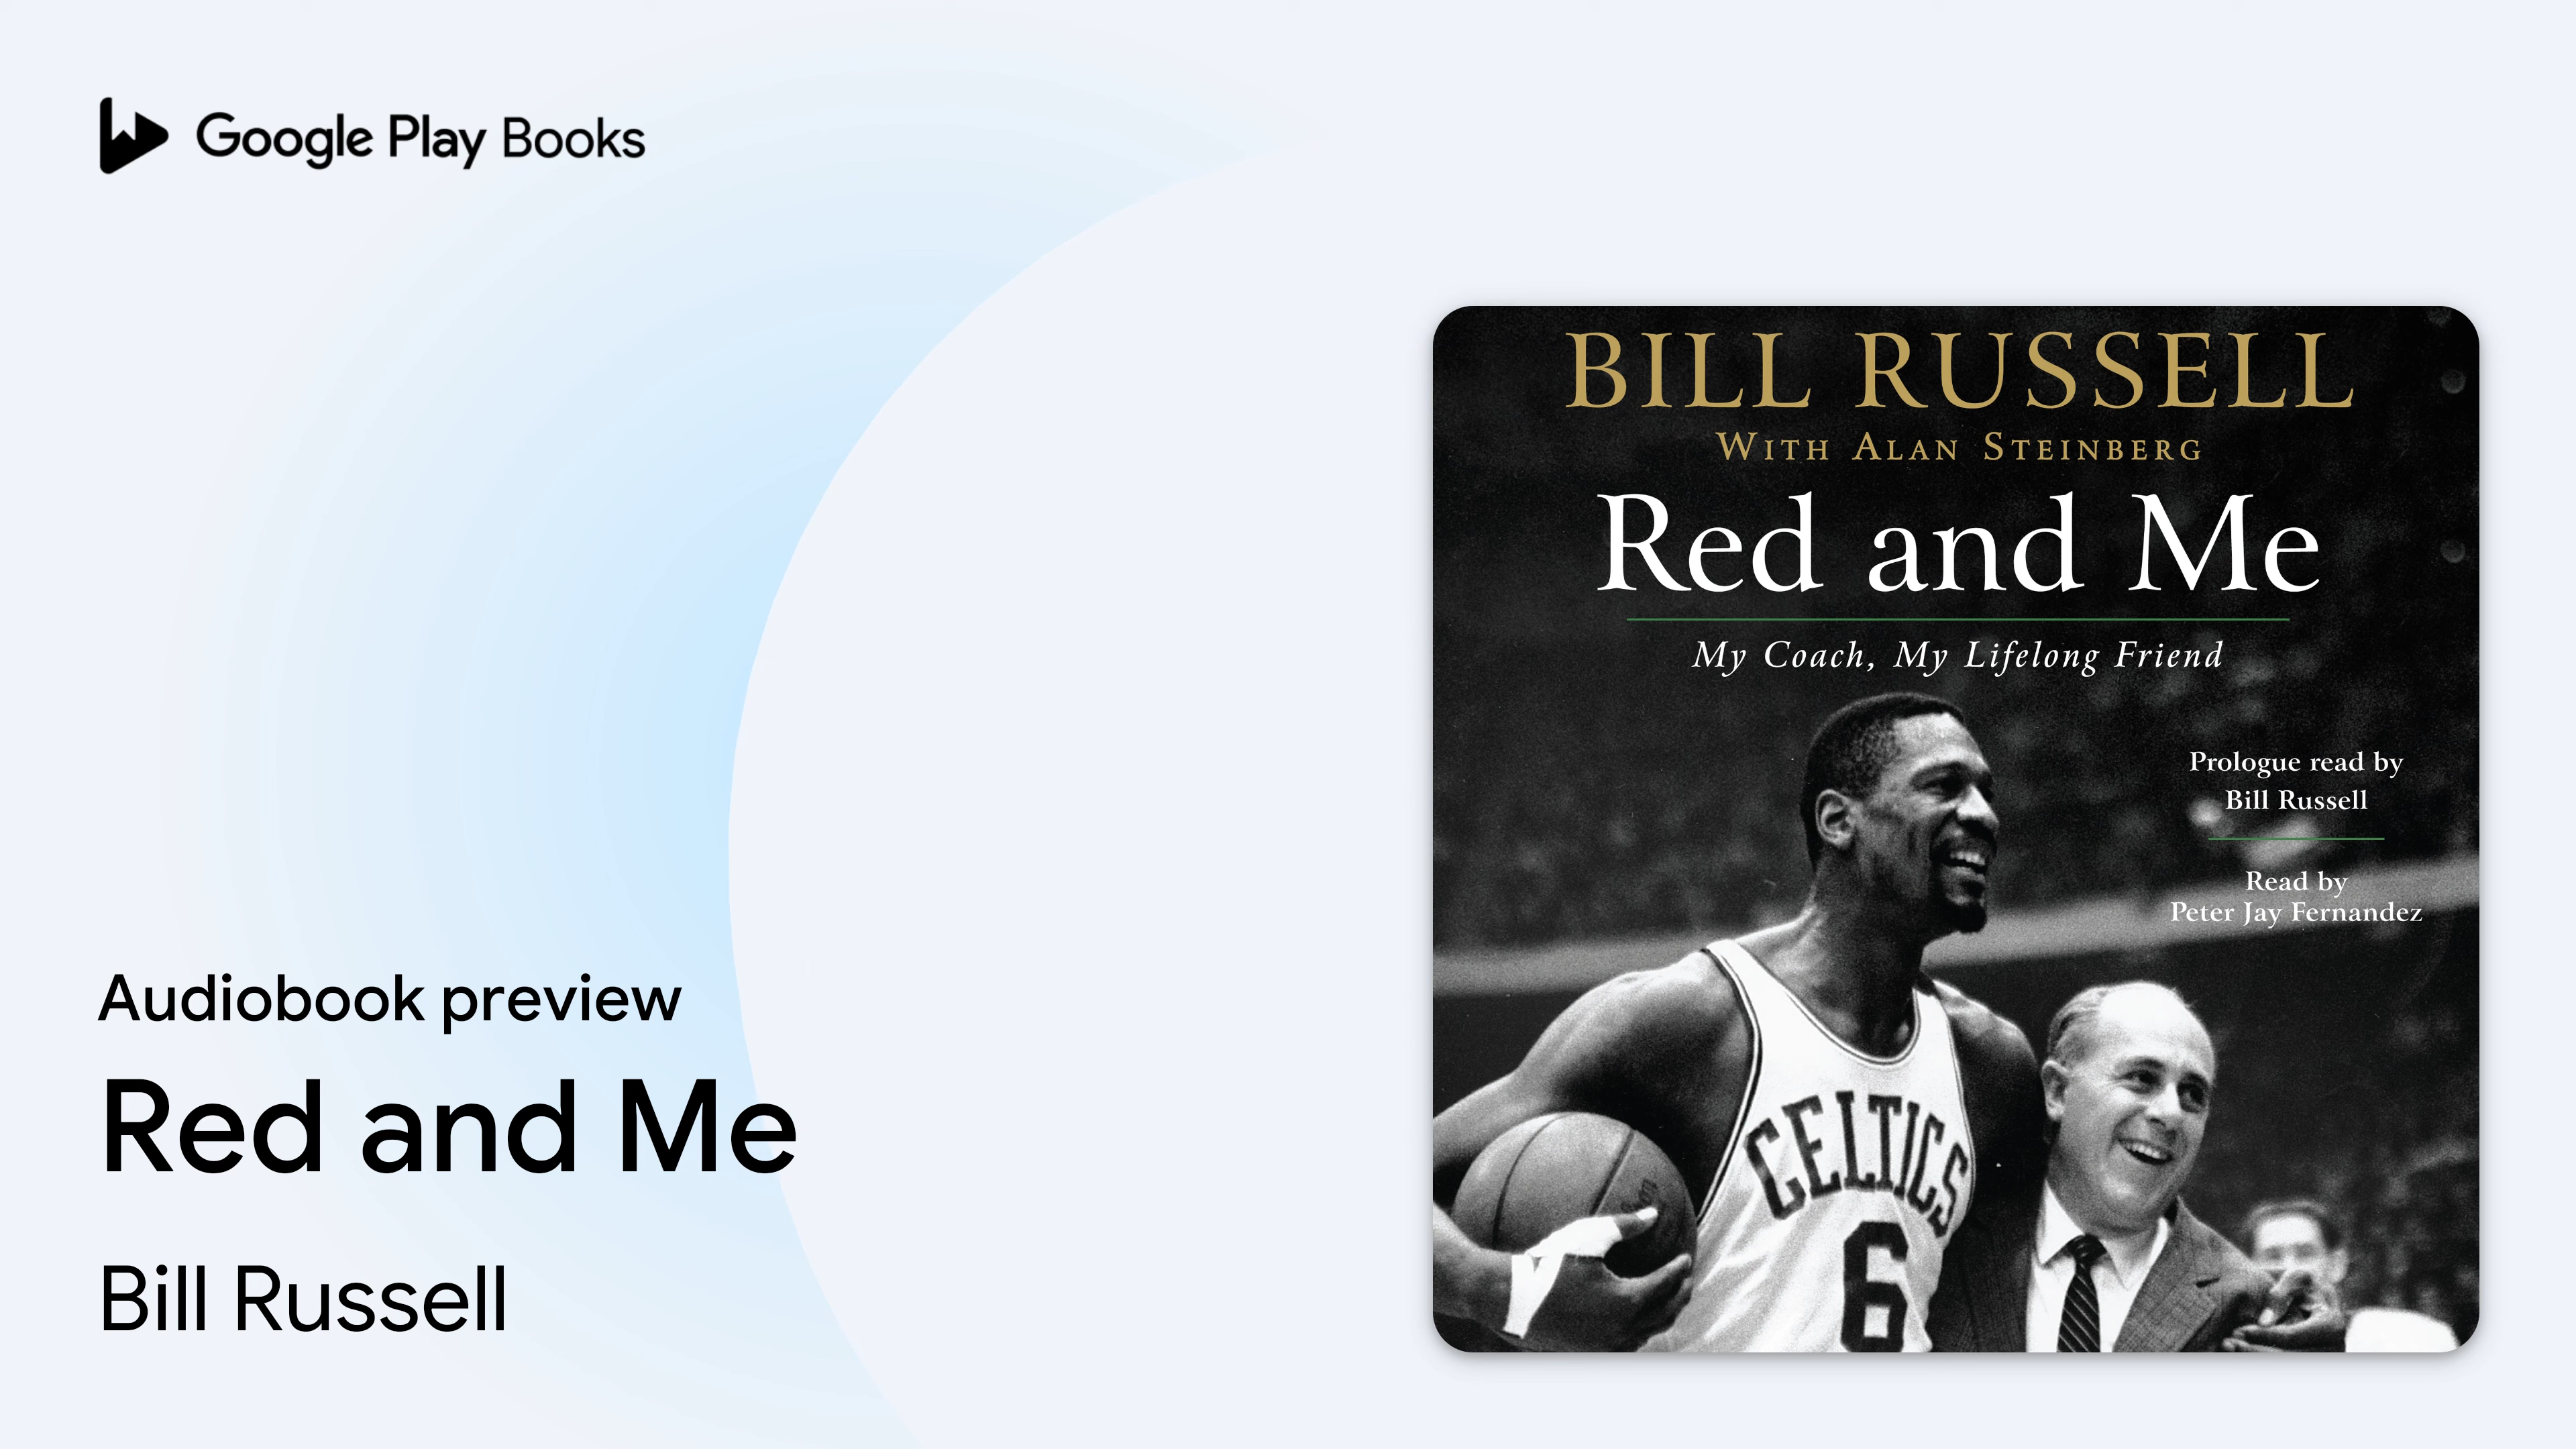 Google Play Books
Audiobook preview
Red and Me
Bill Russell
BILL RUSSELL
WITH ALAN STEINBERG
Red and Me
My Coach, My Lifelong Friend
Prologue read by
Bill Russell
Read by
Peter Jay Fernandez
CELTICS
6